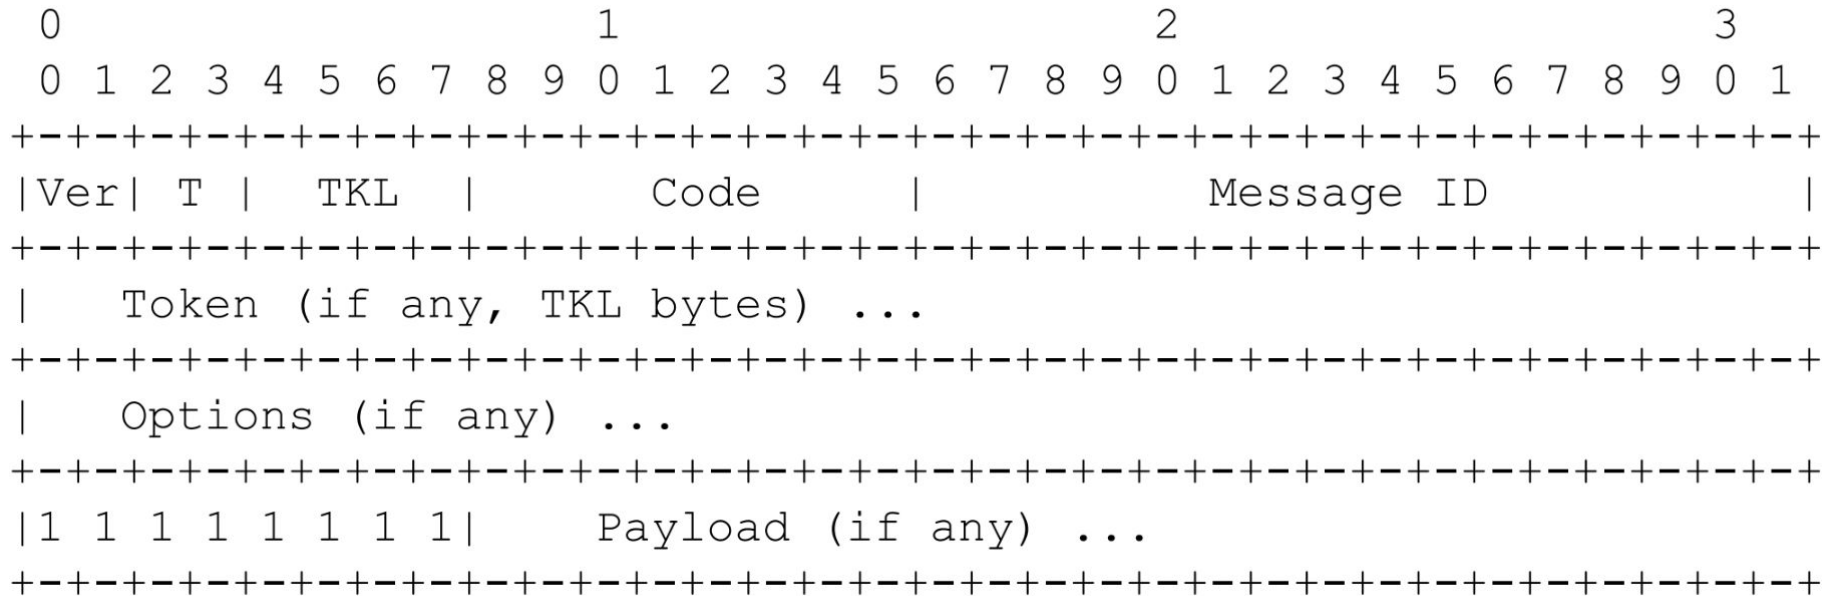 0                   1                   2                   3
 0 1 2 3 4 5 6 7 8 9 0 1 2 3 4 5 6 7 8 9 0 1 2 3 4 5 6 7 8 9 0 1
+-+-+-+-+-+-+-+-+-+-+-+-+-+-+-+-+-+-+-+-+-+-+-+-+-+-+-+-+-+-+-+-+
|Ver| T |  TKL  |      Code     |          Message ID           |
+-+-+-+-+-+-+-+-+-+-+-+-+-+-+-+-+-+-+-+-+-+-+-+-+-+-+-+-+-+-+-+-+
|   Token (if any, TKL bytes) ...
+-+-+-+-+-+-+-+-+-+-+-+-+-+-+-+-+-+-+-+-+-+-+-+-+-+-+-+-+-+-+-+-+
|   Options (if any) ...
+-+-+-+-+-+-+-+-+-+-+-+-+-+-+-+-+-+-+-+-+-+-+-+-+-+-+-+-+-+-+-+-+
|1 1 1 1 1 1 1 1|    Payload (if any) ...
+-+-+-+-+-+-+-+-+-+-+-+-+-+-+-+-+-+-+-+-+-+-+-+-+-+-+-+-+-+-+-+-+